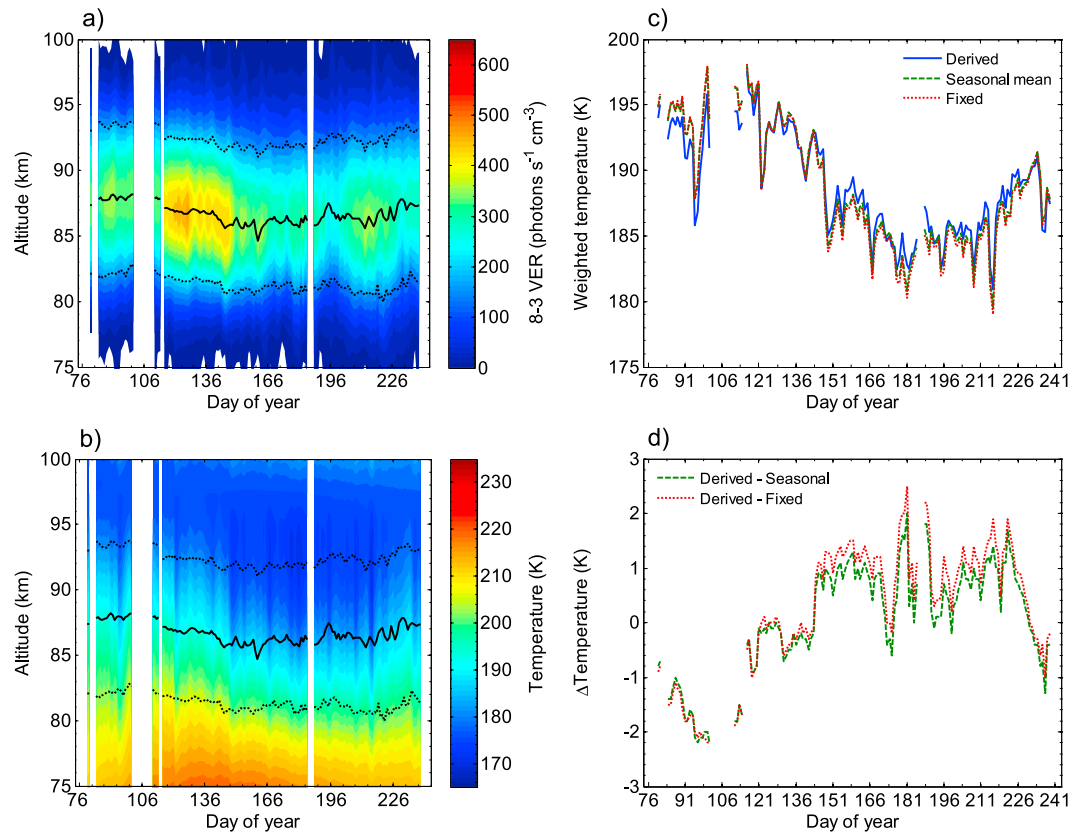 a)
100
95
90
85
80
75
Altitude (km)
76 106 136 166 196 226
Day of year
600
500
400
300
200
100
0
8-3 VER (photons s⁻¹ cm⁻³)
c)
200
195
190
185
180
175
Weighted temperature (K)
Derived
Seasonal mean
Fixed
76 91 106 121 136 151 166 181 196 211 226 241
Day of year
b)
100
95
90
85
80
75
Altitude (km)
76 106 136 166 196 226
Day of year
230
220
210
200
190
180
170
Temperature (K)
d)
3
2
1
0
-1
-2
-3
ΔTemperature (K)
Derived - Seasonal
Derived - Fixed
76 91 106 121 136 151 166 181 196 211 226 241
Day of year